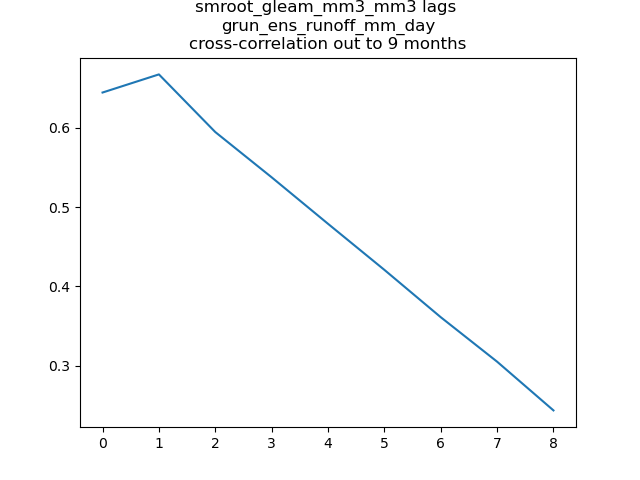 smroot_gleam_mm3_mm3 lags
grun_ens_runoff_mm_day
cross-correlation out to 9 months
0.6
0.5
0.4
0.3
0 1 2 3 4 5 6 7 8